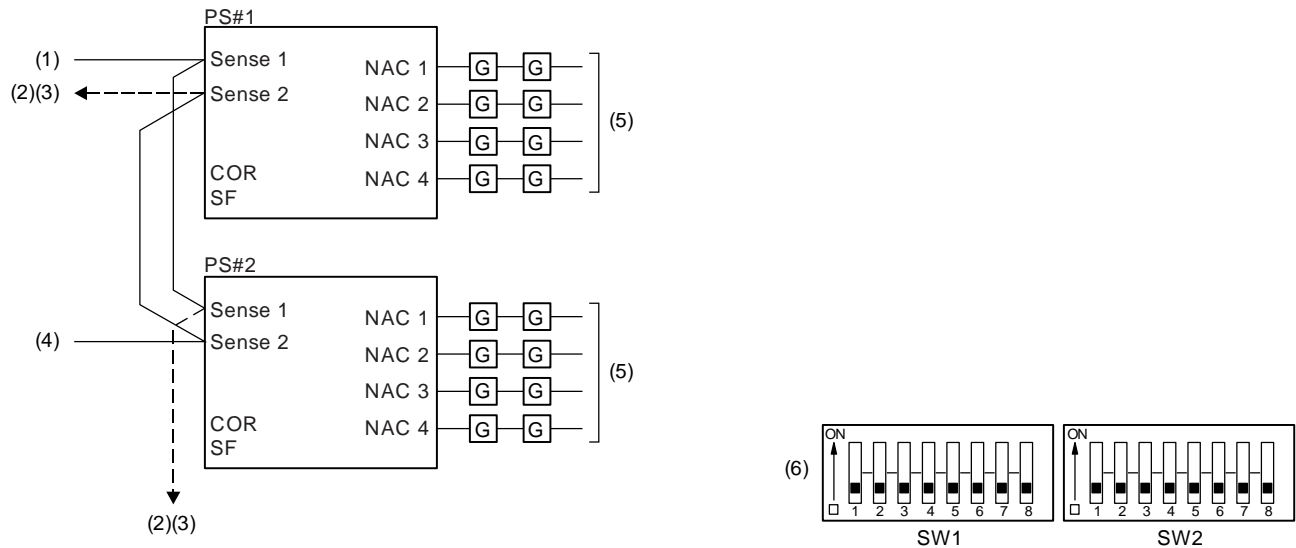 PS#1
(1) Sense 1 NAC 1 G G
(2)(3) Sense 2 NAC 2 G G (5)
NAC 3 G G
COR NAC 4 G G
SF
PS#2
Sense 1 NAC 1 G G
(4) Sense 2 NAC 2 G G (5)
NAC 3 G G
COR NAC 4 G G
SF
(2)(3)
ON ON
(6)
1 2 3 4 5 6 7 8 1 2 3 4 5 6 7 8
SW1 SW2